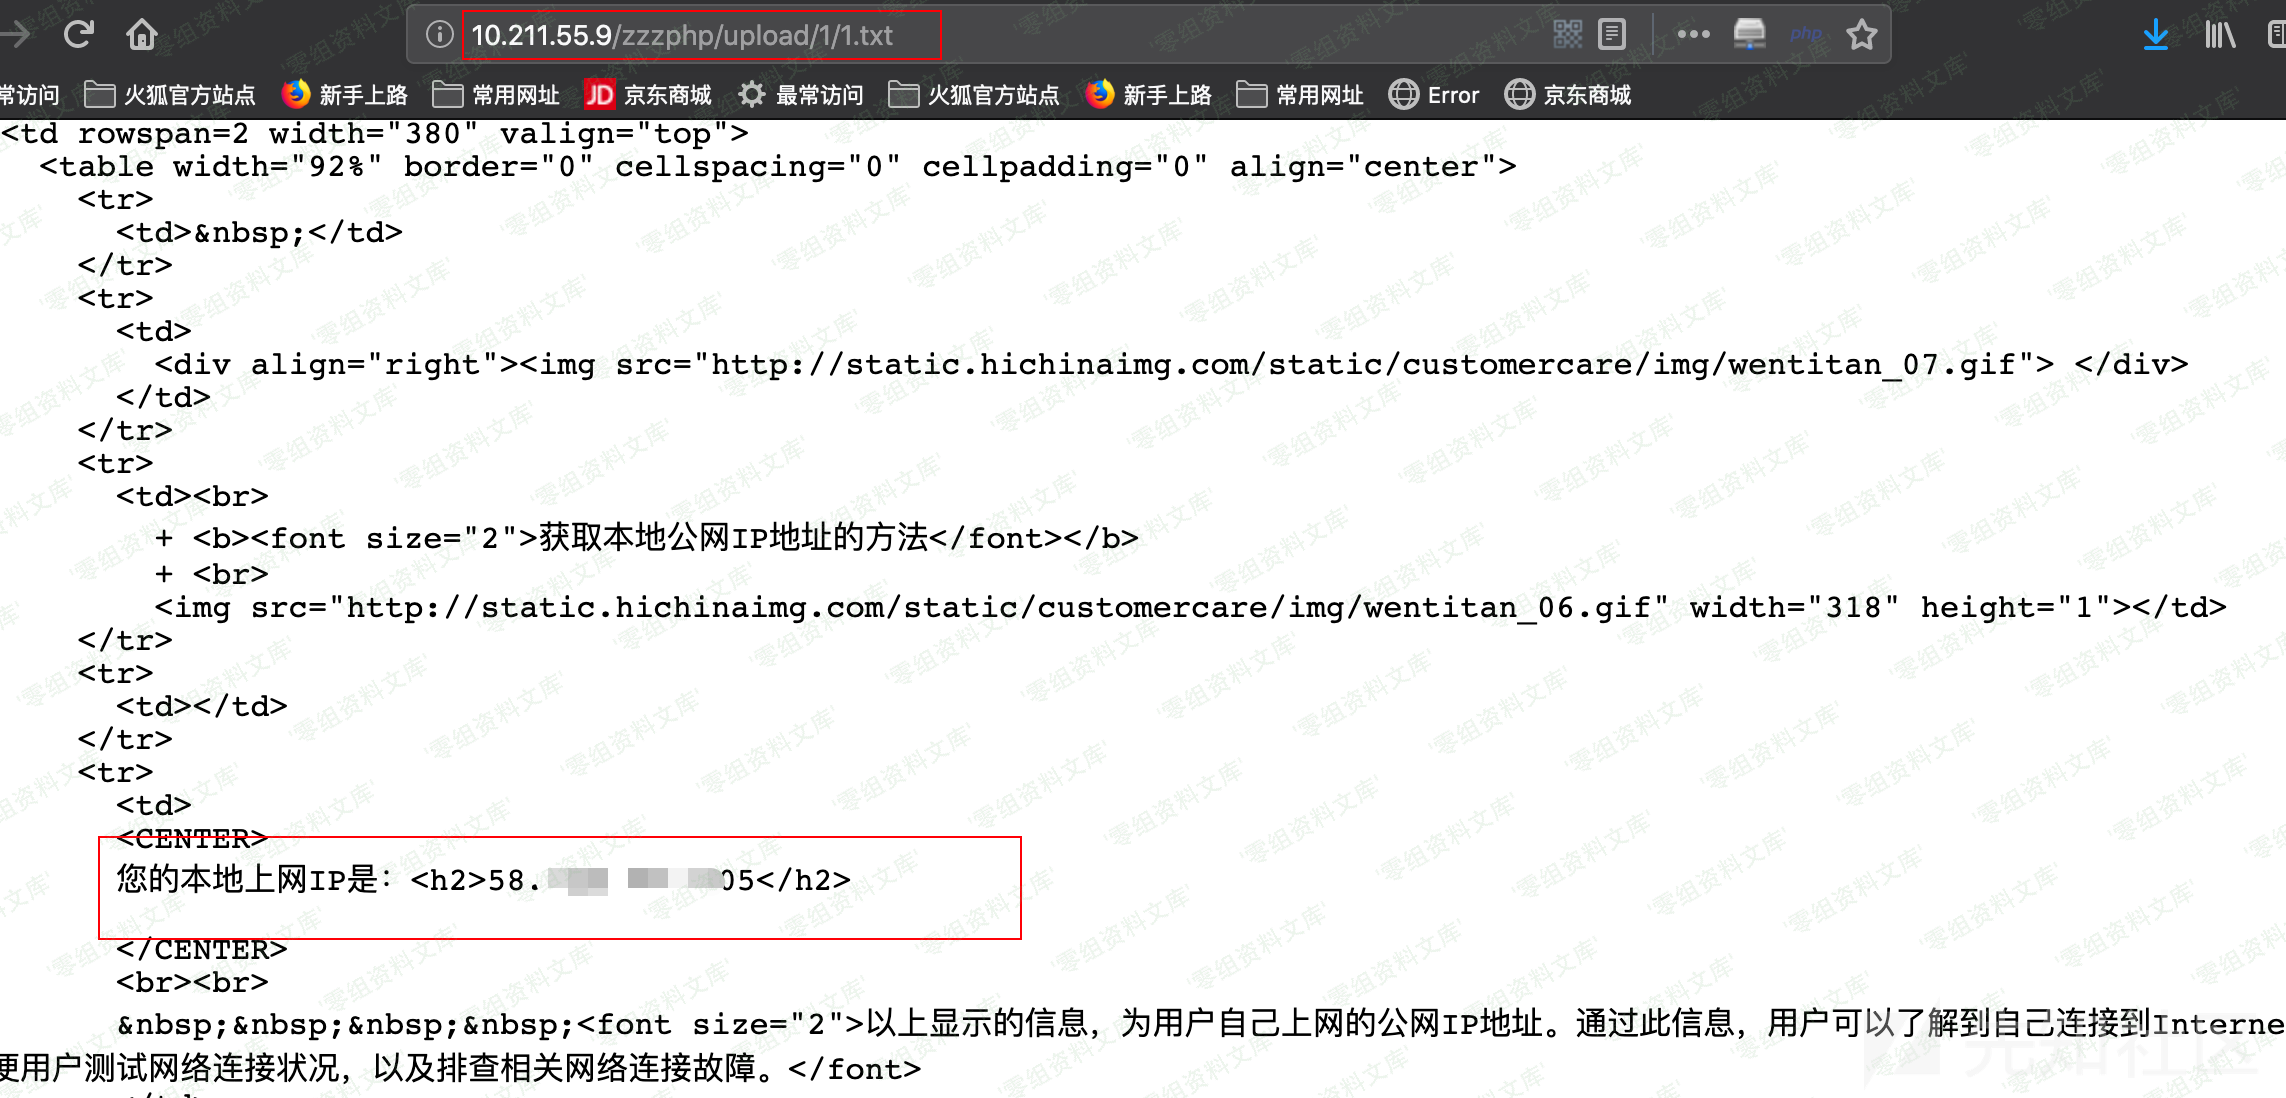 10.211.55.9/zzzphp/upload/1/1.txt
php
常访问 火狐官方站点 新手上路 常用网址 JD 京东商城 最常访问 火狐官方站点 新手上路 常用网址 Error 京东商城
<td rowspan=2 width="380" valign="top">
<table width="92%" border="0" cellspacing="0" cellpadding="0" align="center">
<tr>
<td>&nbsp;</td>
</tr>
<tr>
<td>
<div align="right"><img src="http://static.hichinaimg.com/static/customercare/img/wentitan_07.gif"> </div>
</td>
</tr>
<tr>
<td><br>
+ <b><font size="2">获取本地公网IP地址的方法</font></b>
+ <br>
<img src="http://static.hichinaimg.com/static/customercare/img/wentitan_06.gif" width="318" height="1"></td>
</tr>
<tr>
<td></td>
</tr>
<tr>
<td>
<CENTER>
您的本地上网IP是：<h2>58. 05</h2>
</CENTER>
<br><br>
&nbsp;&nbsp;&nbsp;&nbsp;<font size="2">以上显示的信息，为用户自己上网的公网IP地址。通过此信息，用户可以了解到自己连接到Interne
便用户测试网络连接状况，以及排查相关网络连接故障。</font>
零组资料文库
先知社区